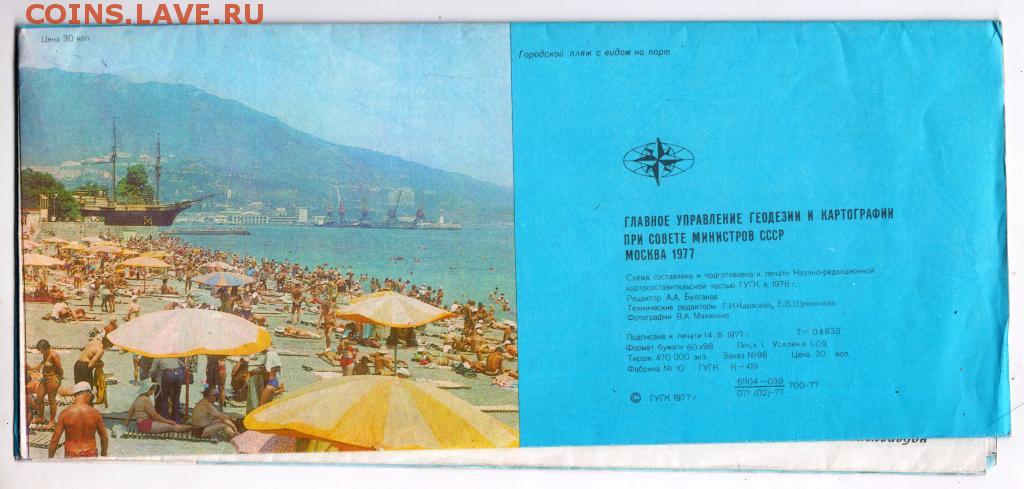 COINS.LAVE.RU
Цена 30 коп.
Городской пляж с видом на порт
ГЛАВНОЕ УПРАВЛЕНИЕ ГЕОДЕЗИИ И КАРТОГРАФИИ
ПРИ СОВЕТЕ МИНИСТРОВ СССР
МОСКВА 1977
Схема составлена и подготовлена к печати Научно-редакционной
картосоставительской частью ГУГК в 1976 г.
Редактор А.А. Булгаков
Технические редакторы Г.И.Карасева, Е.В.Щенникова
Фотографии В.А. Махинько
Подписана к печати 14. III 1977 г. Т-04833
Формат бумаги 60х98 Печ.л. 1 Усл.печ.л. 1,09
Тираж 470 000 экз. Заказ №98 Цена 30 коп.
Фабрика № 10 ГУГК К-419
61104-039
071 (02)-77 700-77
© ГУГК 1977 г.
COINS.LAVE.RU